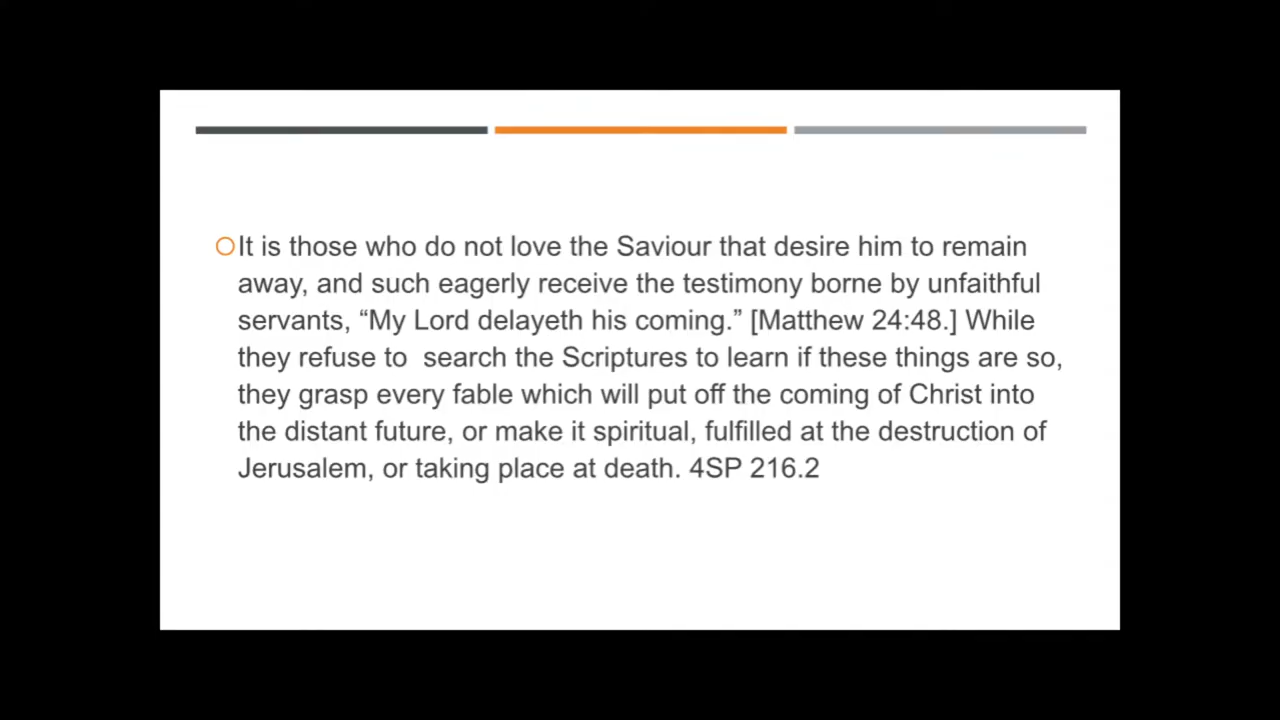 It is those who do not love the Saviour that desire him to remain
away, and such eagerly receive the testimony borne by unfaithful
servants, “My Lord delayeth his coming.” [Matthew 24:48.] While
they refuse to  search the Scriptures to learn if these things are so,
they grasp every fable which will put off the coming of Christ into
the distant future, or make it spiritual, fulfilled at the destruction of
Jerusalem, or taking place at death. 4SP 216.2